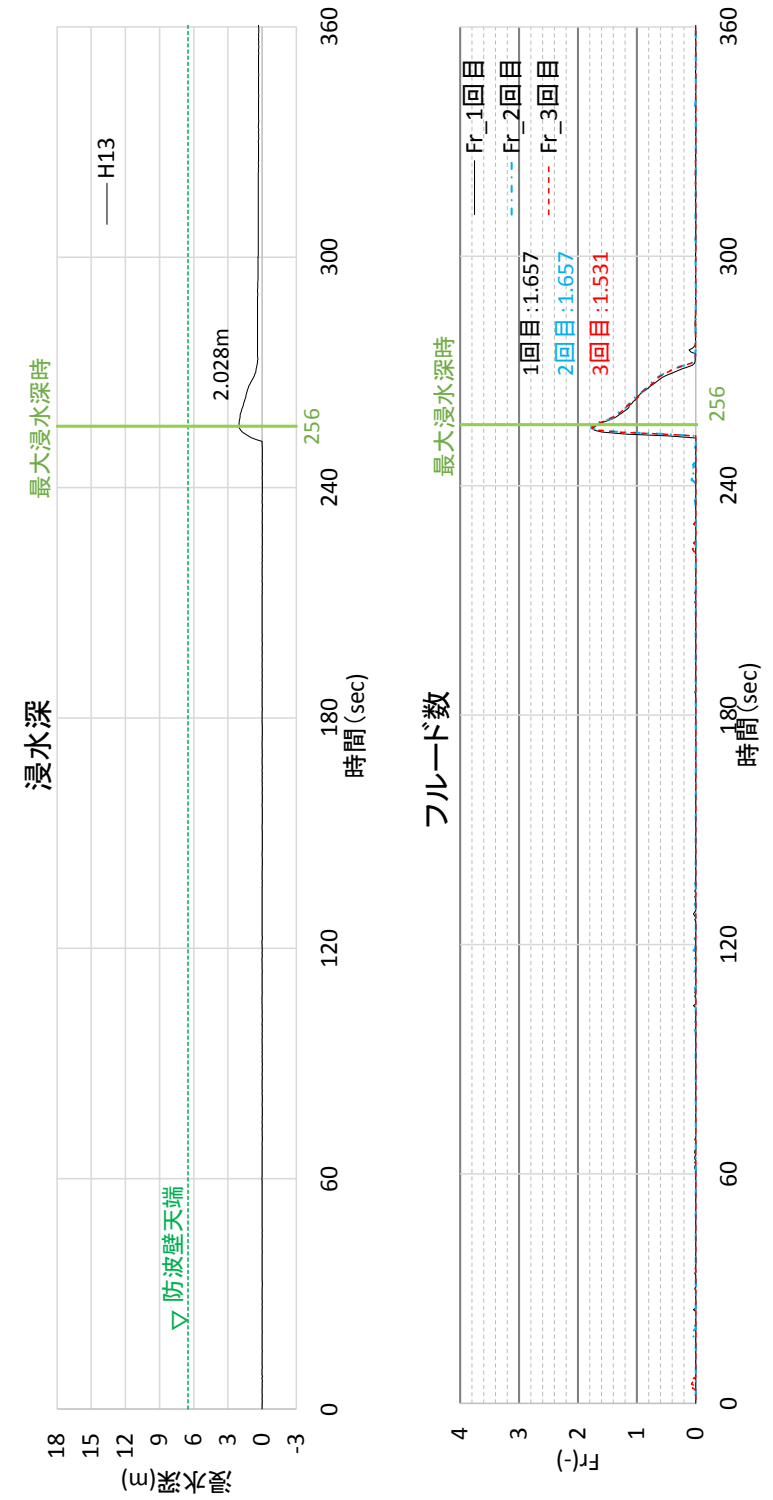 浸水深
最大浸水深時
18
15
12
9
6
3
0
-3
浸水深(m)
▽ 防波壁天端
H13
2.028m
256
0
60
120
180
240
300
360
時間(sec)
フルード数
最大浸水深時
4
3
2
1
0
Fr(-)
Fr_1回目
Fr_2回目
Fr_3回目
1回目:1.657
2回目:1.657
3回目:1.531
256
0
60
120
180
240
300
360
時間(sec)